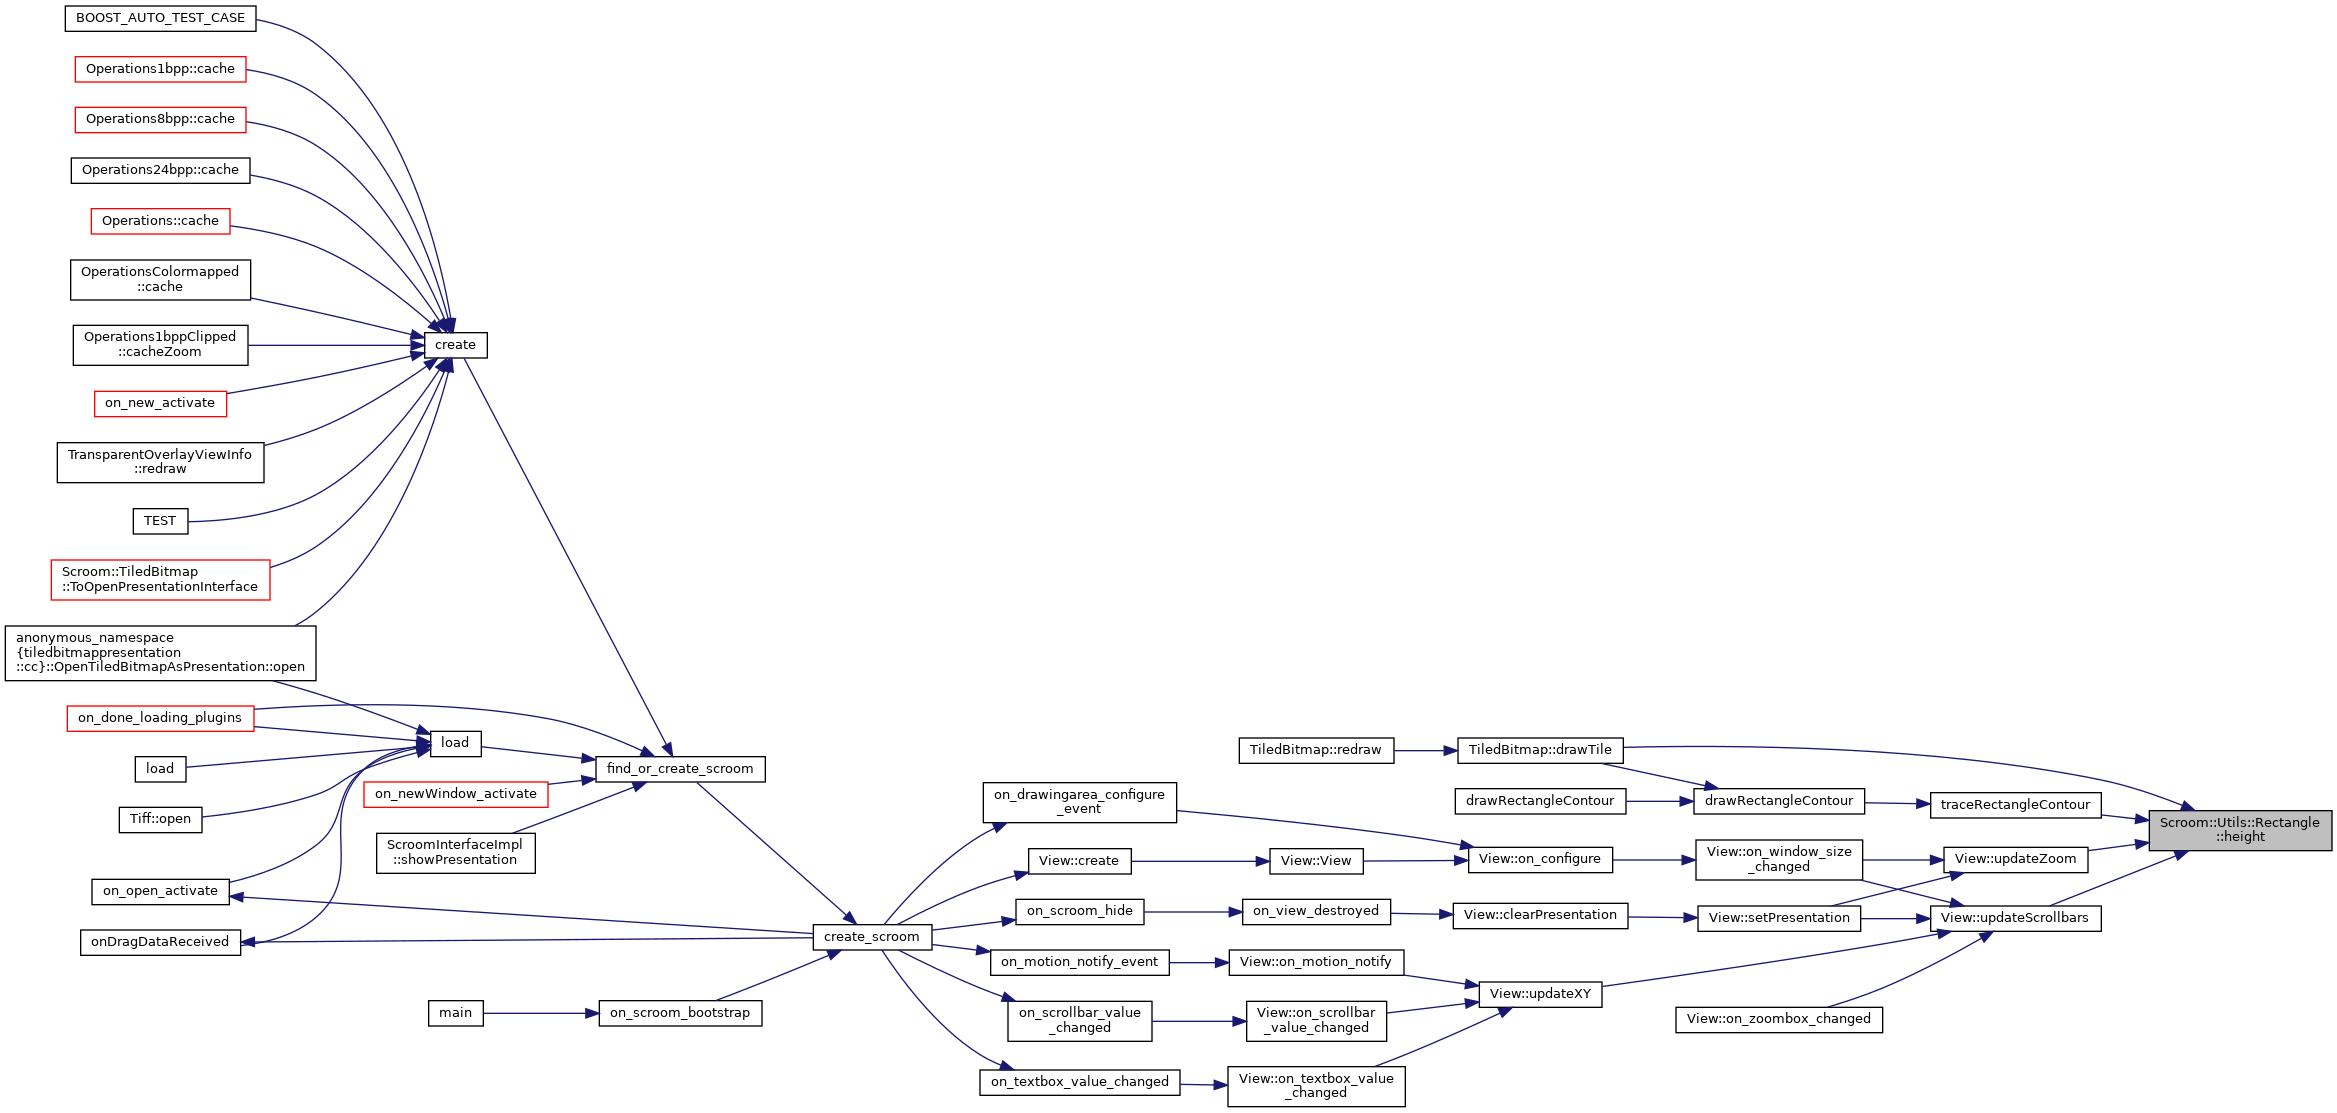 BOOST_AUTO_TEST_CASE
Operations1bpp::cache
Operations8bpp::cache
Operations24bpp::cache
Operations::cache
OperationsColormapped
::cache
Operations1bppClipped
::cacheZoom
create
on_new_activate
TransparentOverlayViewInfo
::redraw
TEST
Scroom::TiledBitmap
::ToOpenPresentationInterface
anonymous_namespace
{tiledbitmappresentation
::cc}::OpenTiledBitmapAsPresentation::open
on_done_loading_plugins
load
load
Tiff::open
on_open_activate
onDragDataReceived
find_or_create_scroom
on_newWindow_activate
ScroomInterfaceImpl
::showPresentation
create_scroom
main
on_scroom_bootstrap
on_drawingarea_configure
_event
View::create
on_scroom_hide
on_motion_notify_event
on_scrollbar_value
_changed
on_textbox_value_changed
TiledBitmap::redraw
View::View
on_view_destroyed
View::on_motion_notify
View::on_scrollbar
_value_changed
View::on_textbox_value
_changed
TiledBitmap::drawTile
drawRectangleContour
View::on_configure
View::clearPresentation
View::updateXY
drawRectangleContour
View::on_window_size
_changed
View::setPresentation
View::on_zoombox_changed
traceRectangleContour
View::updateZoom
View::updateScrollbars
Scroom::Utils::Rectangle
::height